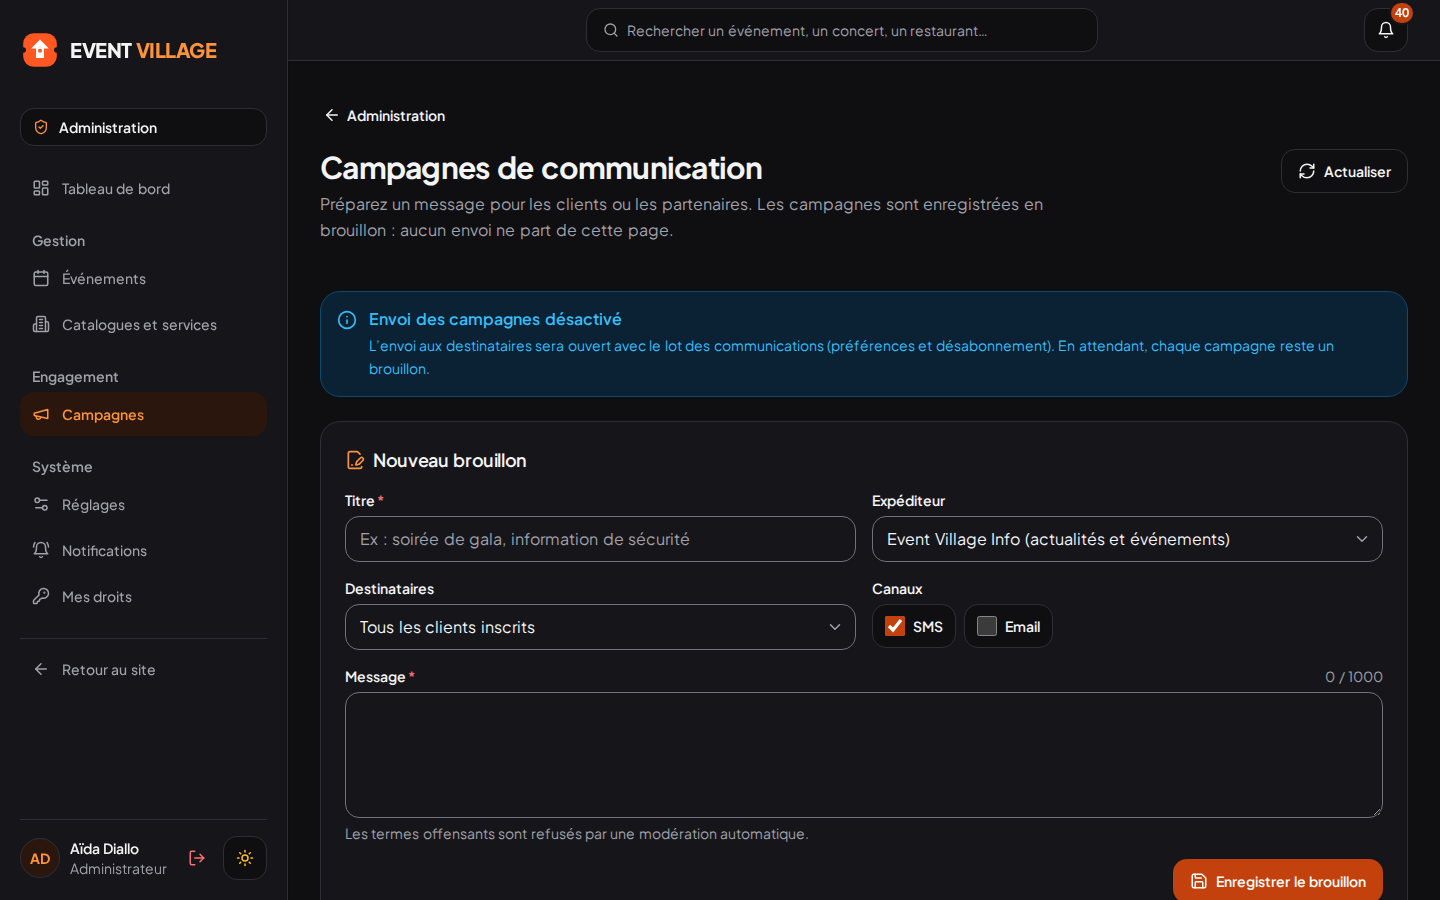 EVENT VILLAGE
Rechercher un événement, un concert, un restaurant...
40
Administration
Tableau de bord
Gestion
Événements
Catalogues et services
Engagement
Campagnes
Système
Réglages
Notifications
Mes droits
Retour au site
AD
Aïda Diallo
Administrateur
Administration
Campagnes de communication
Actualiser
Préparez un message pour les clients ou les partenaires. Les campagnes sont enregistrées en
brouillon : aucun envoi ne part de cette page.
Envoi des campagnes désactivé
L'envoi aux destinataires sera ouvert avec le lot des communications (préférences et désabonnement). En attendant, chaque campagne reste un
brouillon.
Nouveau brouillon
Titre *
Ex : soirée de gala, information de sécurité
Expéditeur
Event Village Info (actualités et événements)
Destinataires
Tous les clients inscrits
Canaux
SMS
Email
Message *
0 / 1000
Les termes offensants sont refusés par une modération automatique.
Enregistrer le brouillon